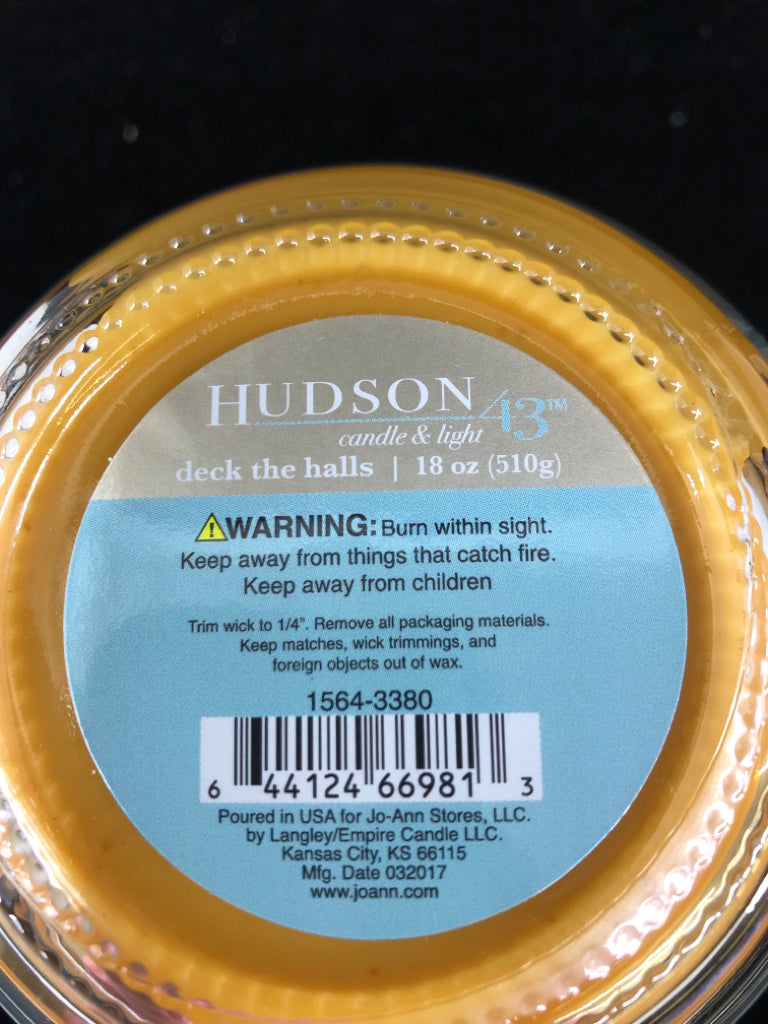 HUDSON 43™
candle & light
deck the halls | 18 oz (510g)
WARNING: Burn within sight.
Keep away from things that catch fire.
Keep away from children
Trim wick to 1/4". Remove all packaging materials.
Keep matches, wick trimmings, and
foreign objects out of wax.
1564-3380
6 44124 66981 3
Poured in USA for Jo-Ann Stores, LLC.
by Langley/Empire Candle LLC.
Kansas City, KS 66115
Mfg. Date 032017
www.joann.com